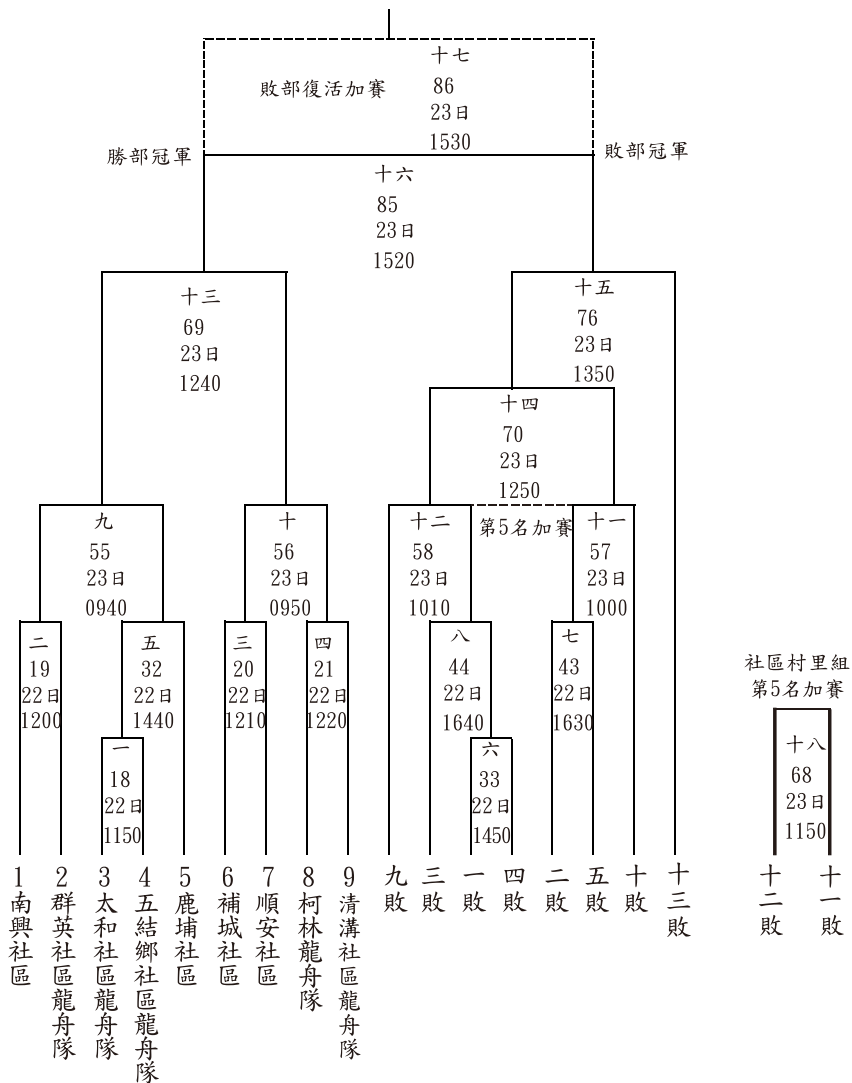 十七
86
23日
1530
敗部復活加賽
勝部冠軍
敗部冠軍
十六
85
23日
1520
十三
69
23日
1240
十五
76
23日
1350
十四
70
23日
1250
九
55
23日
0940
十
56
23日
0950
十二
58
23日
1010
第5名加賽
十一
57
23日
1000
二
19
22日
1200
五
32
22日
1440
三
20
22日
1210
四
21
22日
1220
八
44
22日
1640
七
43
22日
1630
社區村里組
第5名加賽
一
18
22日
1150
六
33
22日
1450
十八
68
23日
1150
1南興社區
2群英社區龍舟隊
3太和社區龍舟隊
4五結鄉社區龍舟隊
5鹿埔社區
6補城社區
7順安社區
8柯林龍舟隊
9清溝社區龍舟隊
九敗
三敗
一敗
四敗
二敗
五敗
十敗
十三敗
十二敗
十一敗